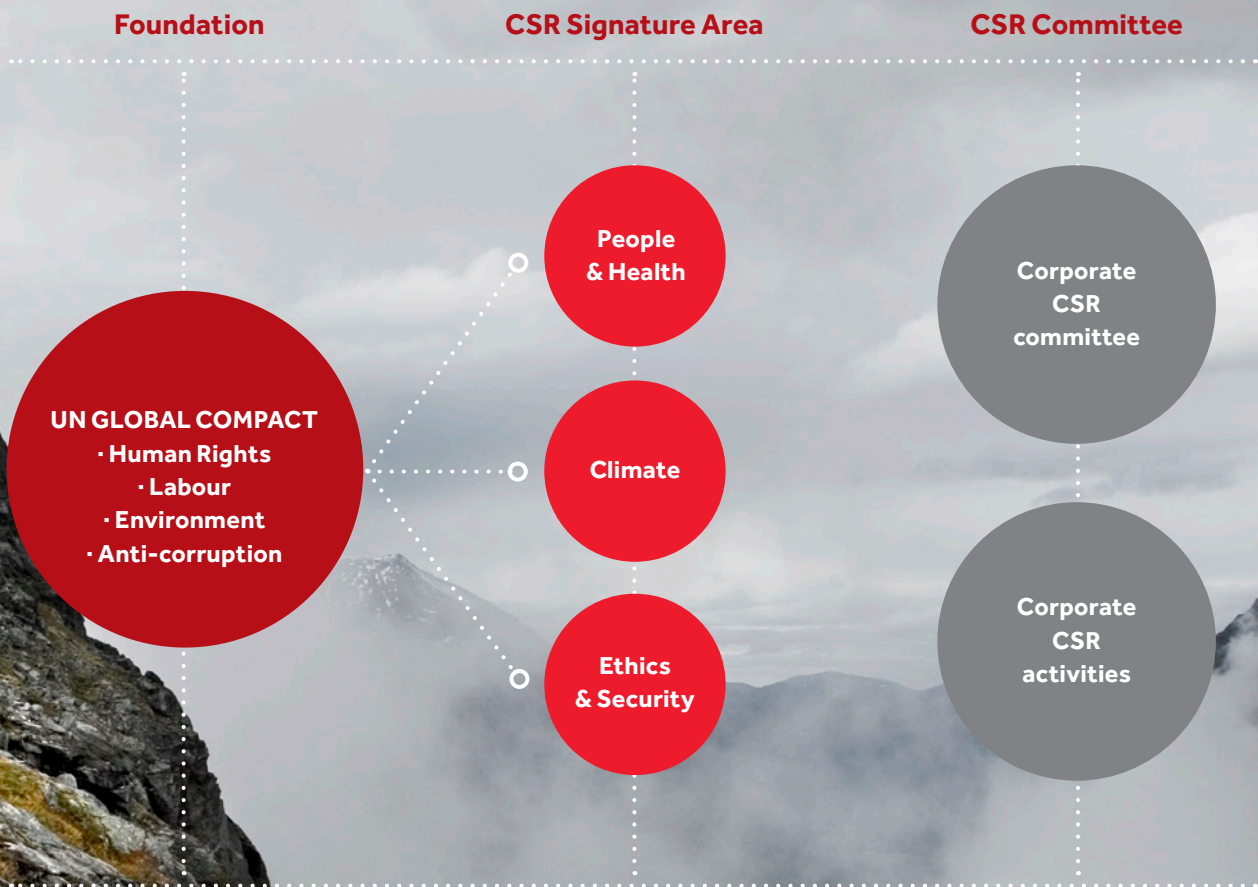 Foundation
CSR Signature Area
CSR Committee
UN GLOBAL COMPACT
· Human Rights
· Labour
· Environment
· Anti-corruption
People
& Health
Climate
Ethics
& Security
Corporate
CSR
committee
Corporate
CSR
activities